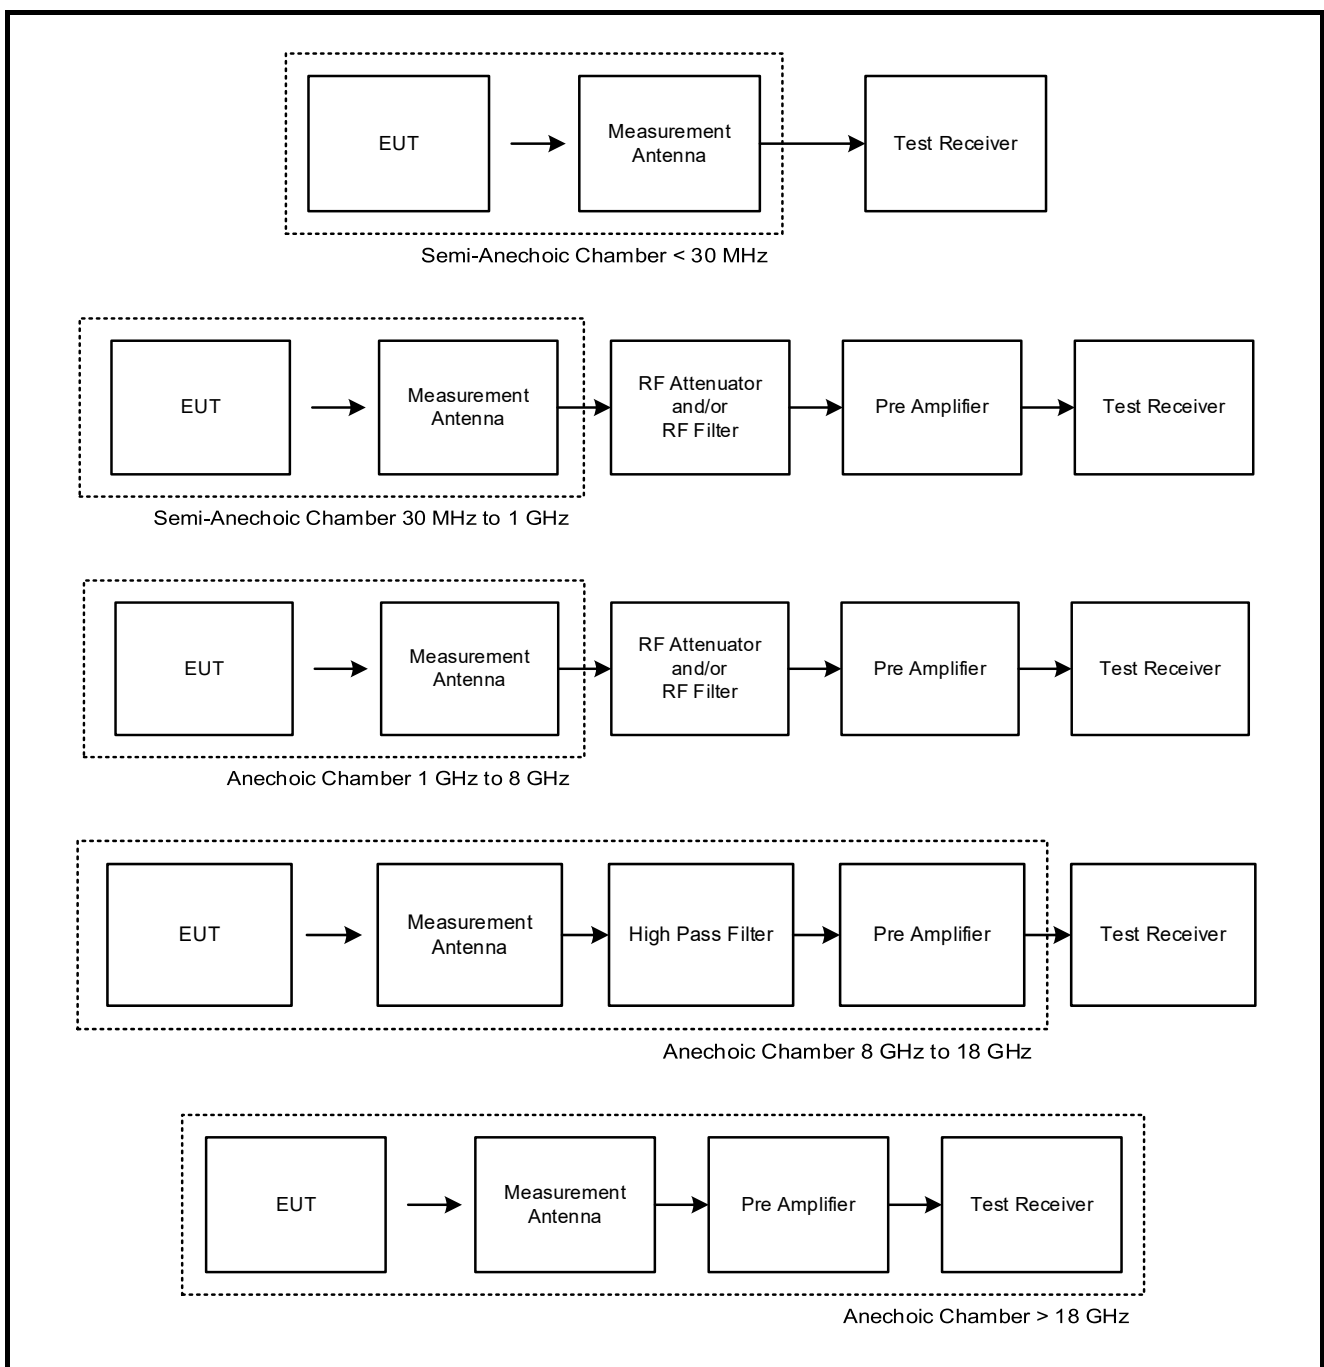 EUT
Measurement
Antenna
Test Receiver
Semi-Anechoic Chamber < 30 MHz
EUT
Measurement
Antenna
RF Attenuator
and/or
RF Filter
Pre Amplifier
Test Receiver
Semi-Anechoic Chamber 30 MHz to 1 GHz
EUT
Measurement
Antenna
RF Attenuator
and/or
RF Filter
Pre Amplifier
Test Receiver
Anechoic Chamber 1 GHz to 8 GHz
EUT
Measurement
Antenna
High Pass Filter
Pre Amplifier
Test Receiver
Anechoic Chamber 8 GHz to 18 GHz
EUT
Measurement
Antenna
Pre Amplifier
Test Receiver
Anechoic Chamber > 18 GHz